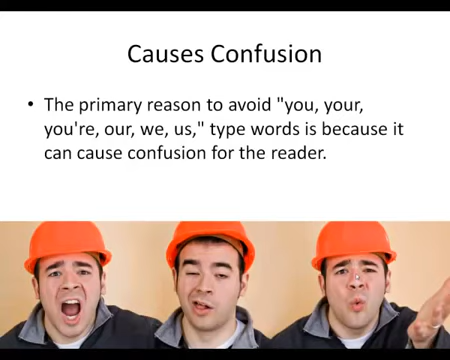 Causes Confusion
• The primary reason to avoid "you, your,
you're, our, we, us," type words is because it
can cause confusion for the reader.